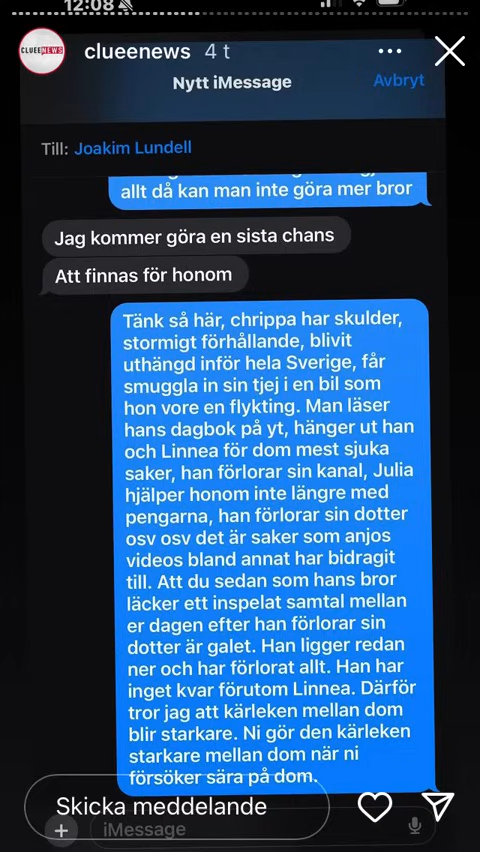 12:08
CLUEENEWS
clueenews 4 t
Nytt iMessage
Avbryt
Till: Joakim Lundell
allt då kan man inte göra mer bror
Jag kommer göra en sista chans
Att finnas för honom
Tänk så här, chrippa har skulder,
stormigt förhållande, blivit
uthängd inför hela Sverige, får
smuggla in sin tjej i en bil som
hon vore en flykting. Man läser
hans dagbok på yt, hänger ut han
och Linnea för dom mest sjuka
saker, han förlorar sin kanal, Julia
hjälper honom inte längre med
pengarna, han förlorar sin dotter
osv osv det är saker som anjos
videos bland annat har bidragit
till. Att du sedan som hans bror
läcker ett inspelat samtal mellan
er dagen efter han förlorar sin
dotter är galet. Han ligger redan
ner och har förlorat allt. Han har
inget kvar förutom Linnea. Därför
tror jag att kärleken mellan dom
blir starkare. Ni gör den kärleken
starkare mellan dom när ni
försöker sära på dom.
Skicka meddelande
iMessage